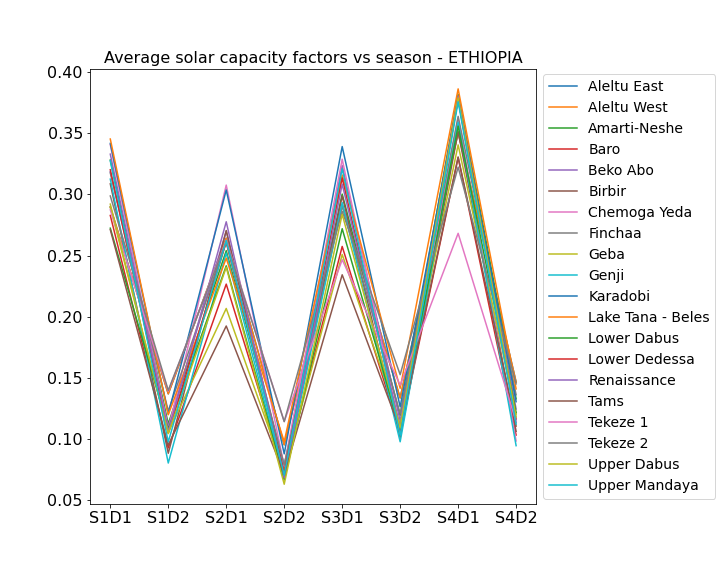 Average solar capacity factors vs season - ETHIOPIA
0.40
0.35
0.30
0.25
0.20
0.15
0.10
0.05
S1D1 S1D2 S2D1 S2D2 S3D1 S3D2 S4D1 S4D2
Aleltu East
Aleltu West
Amarti-Neshe
Baro
Beko Abo
Birbir
Chemoga Yeda
Finchaa
Geba
Genji
Karadobi
Lake Tana - Beles
Lower Dabus
Lower Dedessa
Renaissance
Tams
Tekeze 1
Tekeze 2
Upper Dabus
Upper Mandaya